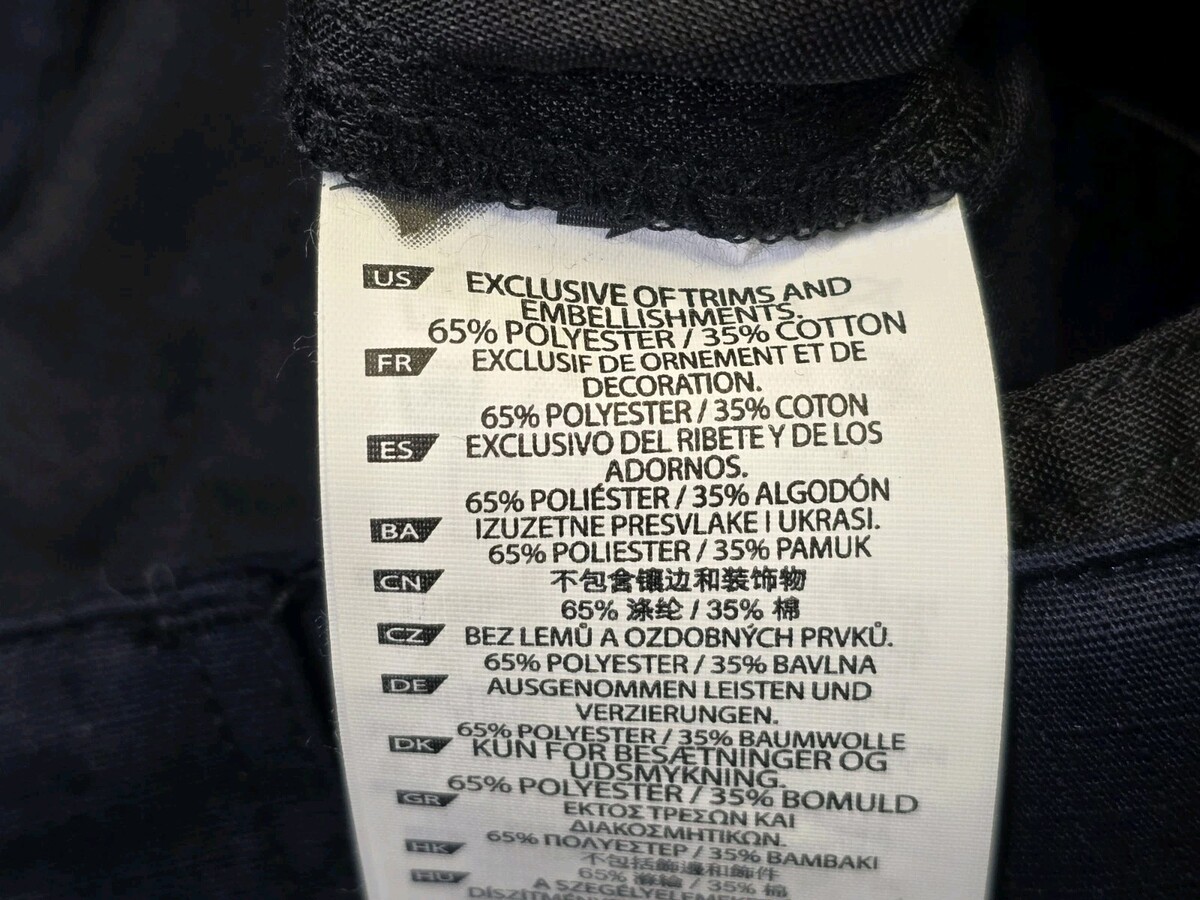 US EXCLUSIVE OF TRIMS AND
EMBELLISHMENTS.
65% POLYESTER / 35% COTTON
FR EXCLUSIF DE ORNEMENT ET DE
DECORATION.
65% POLYESTER / 35% COTON
ES EXCLUSIVO DEL RIBETE Y DE LOS
ADORNOS.
65% POLIÉSTER / 35% ALGODÓN
BA IZUZETNE PRESVLAKE I UKRASI.
65% POLIESTER / 35% PAMUK
CN 不包含镶边和装饰物
65% 涤纶 / 35% 棉
CZ BEZ LEMŮ A OZDOBNÝCH PRVKŮ.
65% POLYESTER / 35% BAVLNA
DE AUSGENOMMEN LEISTEN UND
VERZIERUNGEN.
65% POLYESTER / 35% BAUMWOLLE
DK KUN FOR BESÆTNINGER OG
UDSMYKNING.
65% POLYESTER / 35% BOMULD
GR ΕΚΤΟΣ ΤΡΕΣΩΝ ΚΑΙ
ΔΙΑΚΟΣΜΗΤΙΚΩΝ.
65% ΠΟΛΥΕΣΤΕΡ / 35% ΒΑΜΒΑΚΙ
HK 不包括飾邊和飾件
65% 滌綸 / 35% 棉
HU A SZEGÉLYELEMEK